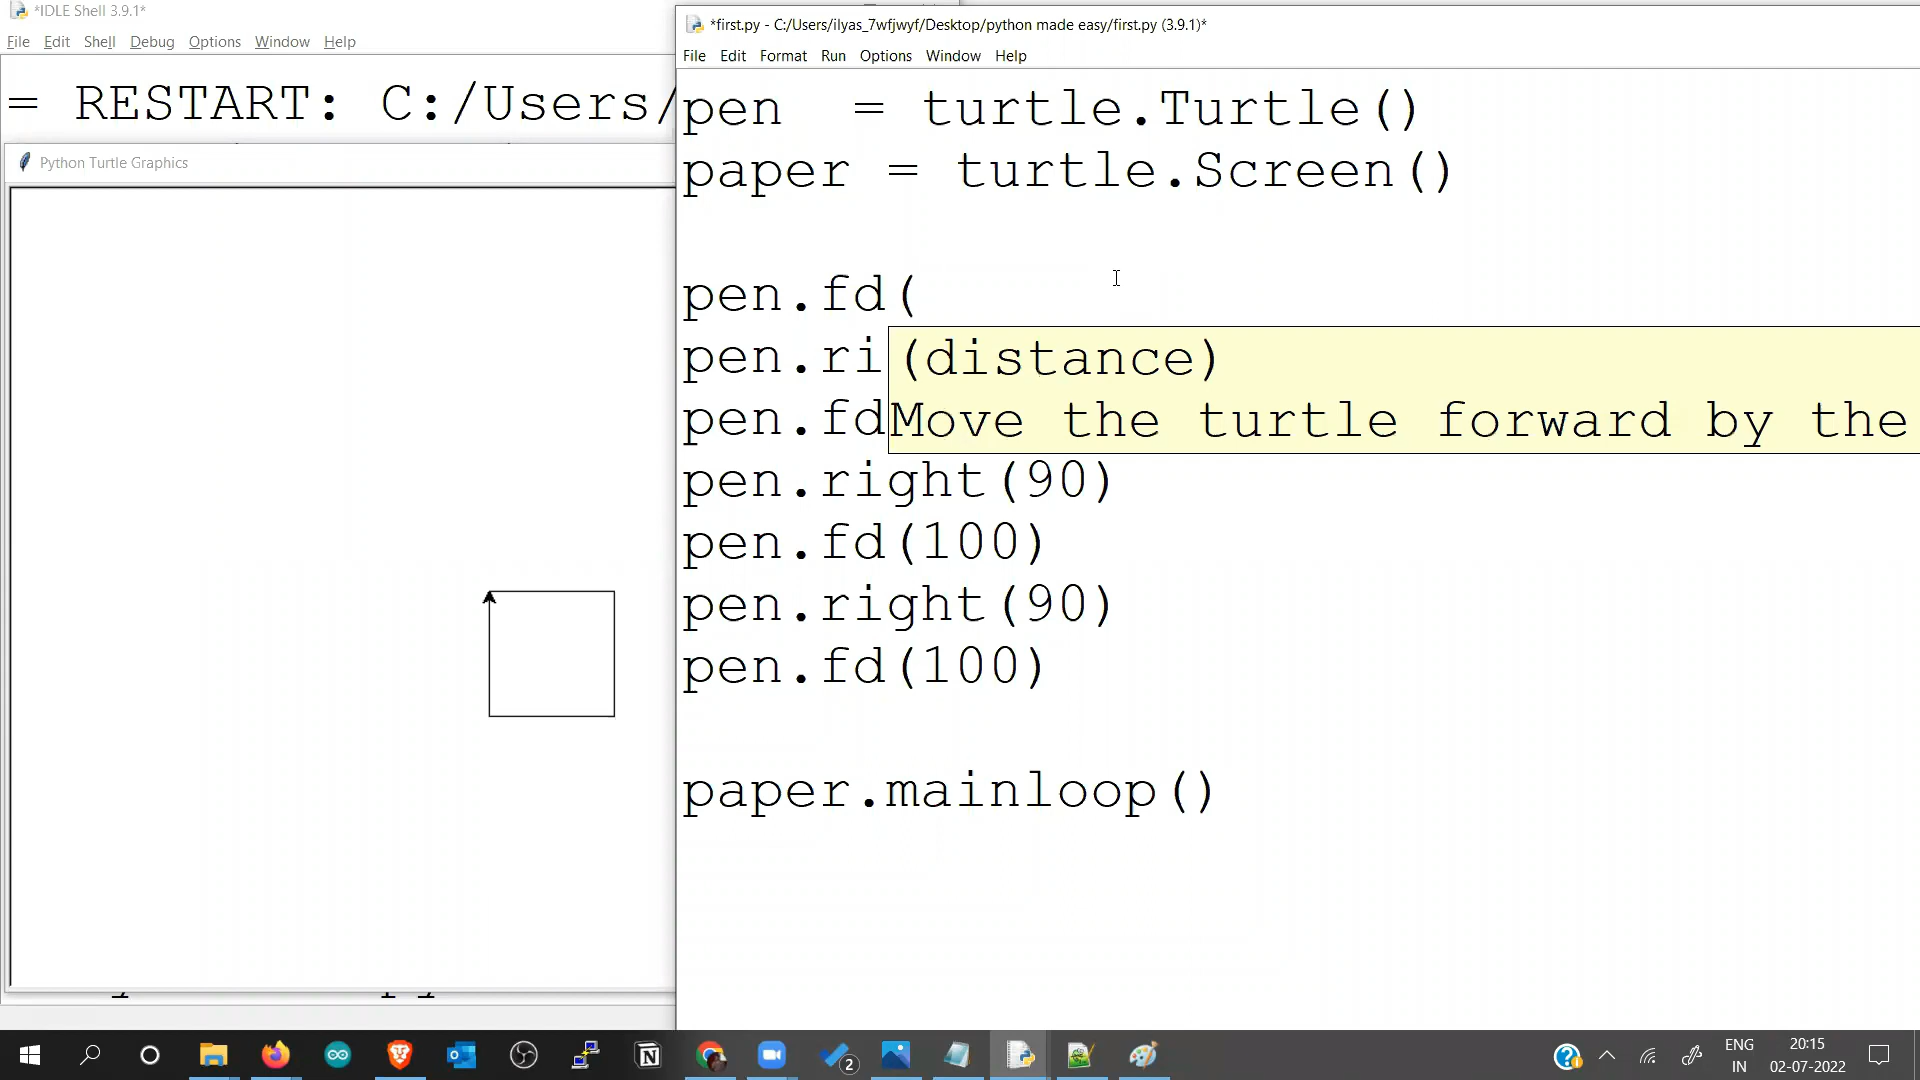 *IDLE Shell 3.9.1*
File Edit Shell Debug Options Window Help
= RESTART: C:/Users/
Python Turtle Graphics
*first.py - C:/Users/ilyas_7wfjwyf/Desktop/python made easy/first.py (3.9.1)*
File Edit Format Run Options Window Help
pen  = turtle.Turtle()
paper = turtle.Screen()
pen.fd(
pen.ri
(distance)
pen.fd
Move the turtle forward by the
pen.right(90)
pen.fd(100)
pen.right(90)
pen.fd(100)
paper.mainloop()
2
ENG
IN
20:15
02-07-2022